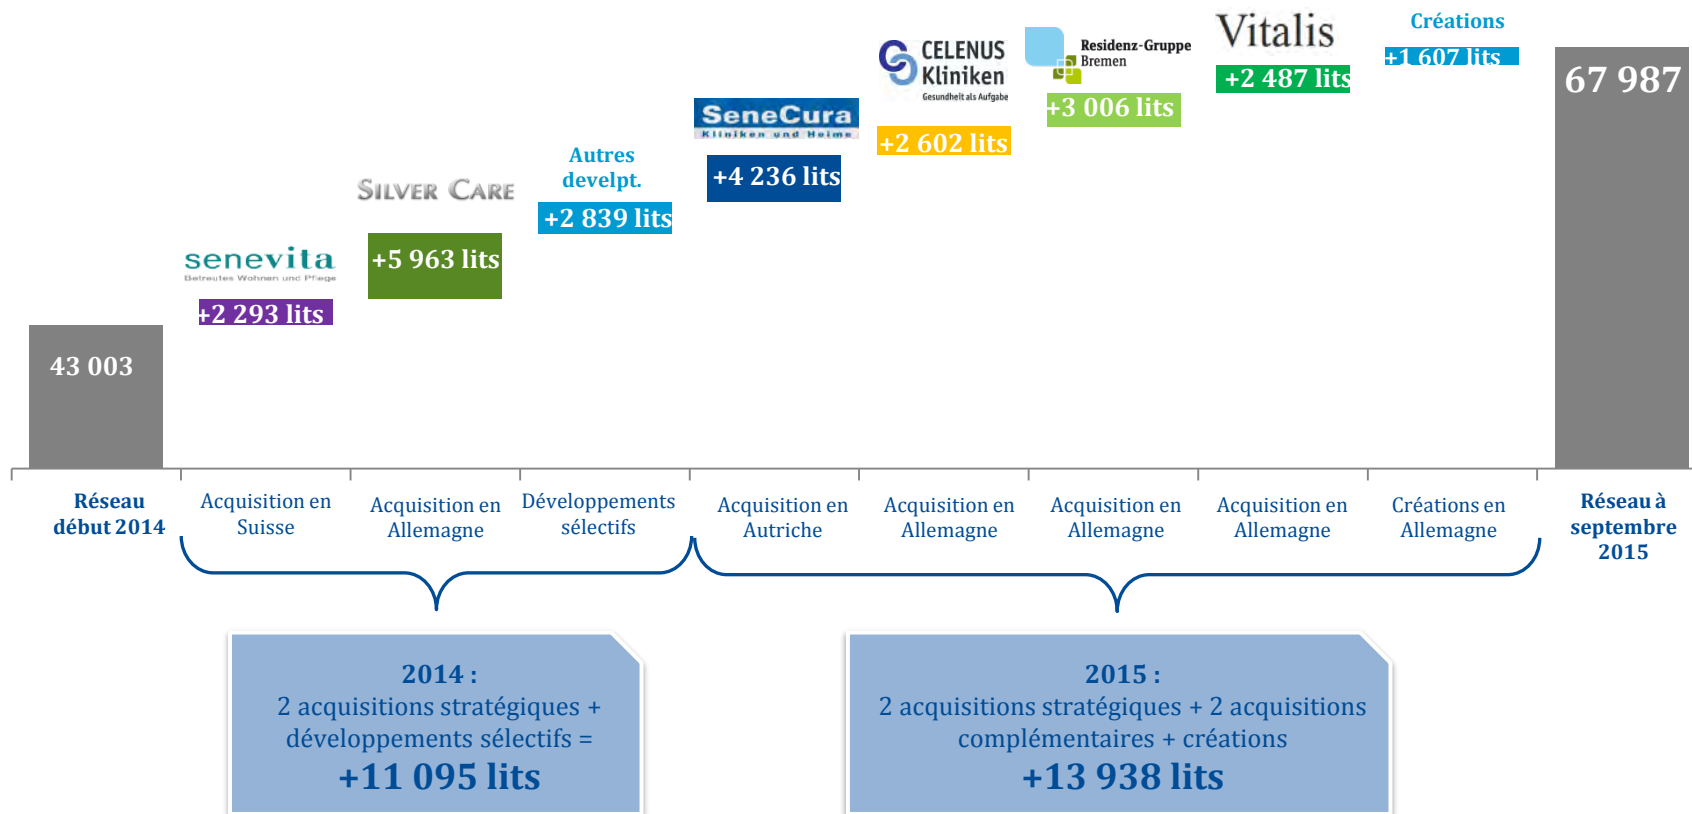 43 003
senevita
Betreutes Wohnen und Pflege
+2 293 lits
SILVER CARE
+5 963 lits
Autres
develpt.
+2 839 lits
SeneCura
Kliniken und Heime
+4 236 lits
CELENUS
Kliniken
Gesundheit als Aufgabe
+2 602 lits
Residenz-Gruppe
Bremen
+3 006 lits
Vitalis
+2 487 lits
Créations
+1 607 lits
67 987
Réseau
début 2014
Acquisition en
Suisse
Acquisition en
Allemagne
Développements
sélectifs
Acquisition en
Autriche
Acquisition en
Allemagne
Acquisition en
Allemagne
Acquisition en
Allemagne
Créations en
Allemagne
Réseau à
septembre
2015
2014 :
2 acquisitions stratégiques +
développements sélectifs =
+11 095 lits
2015 :
2 acquisitions stratégiques + 2 acquisitions
complémentaires + créations
+13 938 lits